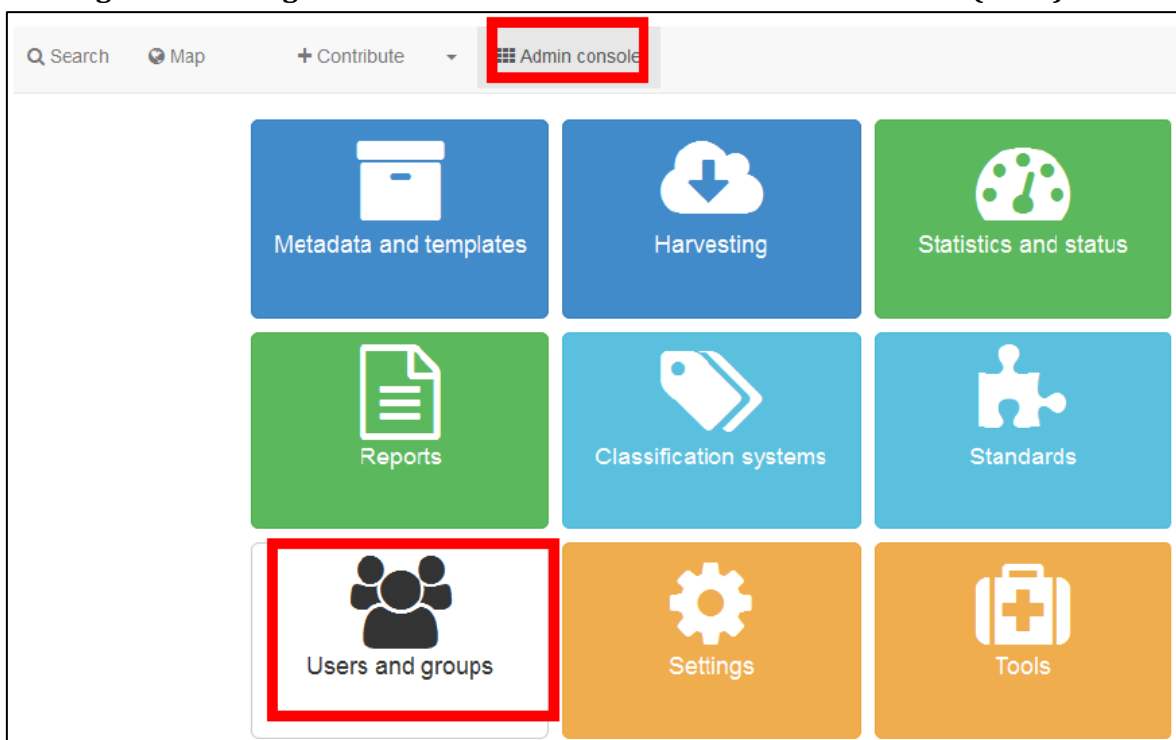 Search Map Contribute Admin console
Metadata and templates Harvesting Statistics and status
Reports Classification systems Standards
Users and groups Settings Tools